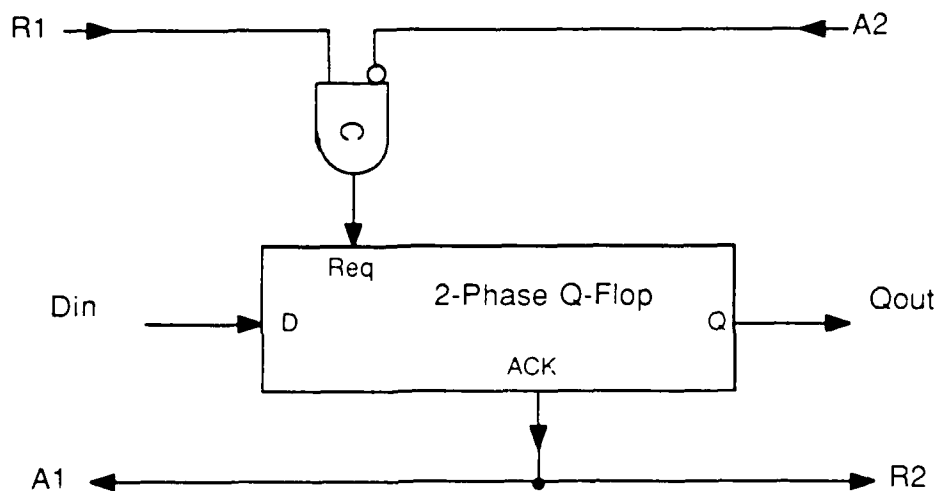 R1
A2
C
Req
2-Phase Q-Flop
Din
D
Q
Qout
ACK
A1
R2